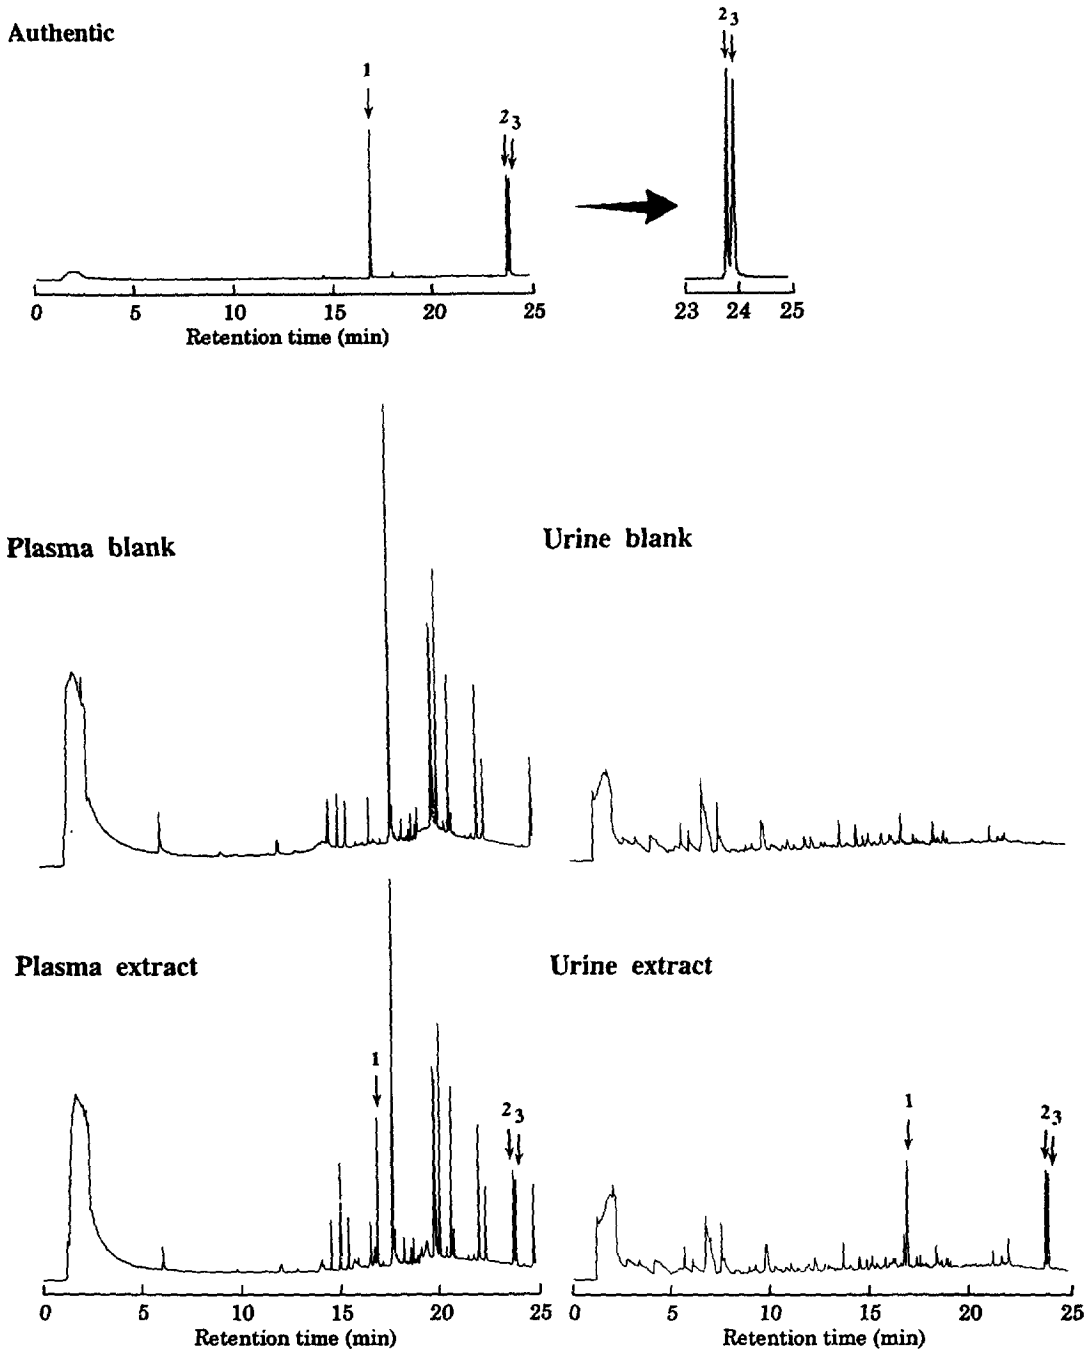 Authentic
1
2 3
2 3
0 5 10 15 20 25
23 24 25
Retention time (min)
Plasma blank
Urine blank
Plasma extract
Urine extract
1
2 3
1
2 3
0 5 10 15 20 25
0 5 10 15 20 25
Retention time (min)
Retention time (min)